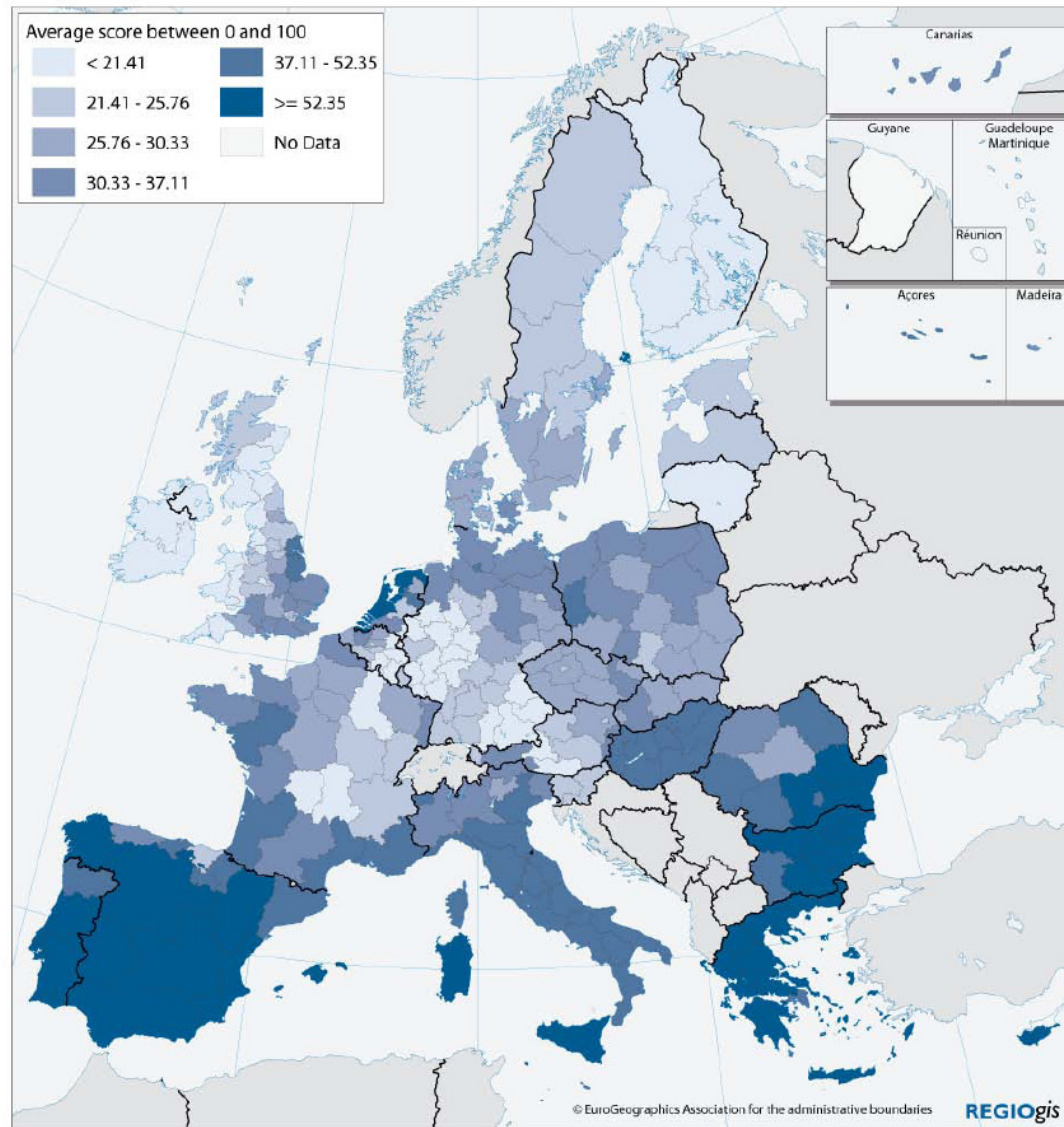 Average score between 0 and 100
< 21.41
21.41 - 25.76
25.76 - 30.33
30.33 - 37.11
37.11 - 52.35
>= 52.35
No Data
Canarias
Guyane
Guadeloupe
Martinique
Réunion
Açores
Madeira
© EuroGeographics Association for the administrative boundaries
REGIOgis